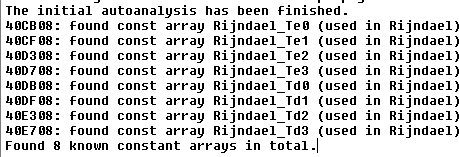 The initial autoanalysis has been finished.
40CB08: found const array Rijndael_Te0 (used in Rijndael)
40CF08: found const array Rijndael_Te1 (used in Rijndael)
40D308: found const array Rijndael_Te2 (used in Rijndael)
40D708: found const array Rijndael_Te3 (used in Rijndael)
40DB08: found const array Rijndael_Td0 (used in Rijndael)
40DF08: found const array Rijndael_Td1 (used in Rijndael)
40E308: found const array Rijndael_Td2 (used in Rijndael)
40E708: found const array Rijndael_Td3 (used in Rijndael)
Found 8 known constant arrays in total.